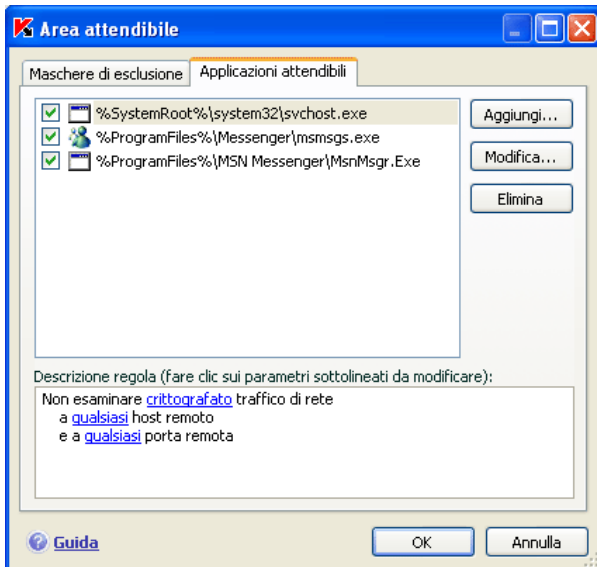 Area attendibile
Maschere di esclusione Applicazioni attendibili
%SystemRoot%\system32\svchost.exe
%ProgramFiles%\Messenger\msmsgs.exe
%ProgramFiles%\MSN Messenger\MsnMsgr.Exe
Aggiungi...
Modifica...
Elimina
Descrizione regola (fare clic sui parametri sottolineati da modificare):
Non esaminare crittografato traffico di rete
a qualsiasi host remoto
e a qualsiasi porta remota
Guida OK Annulla